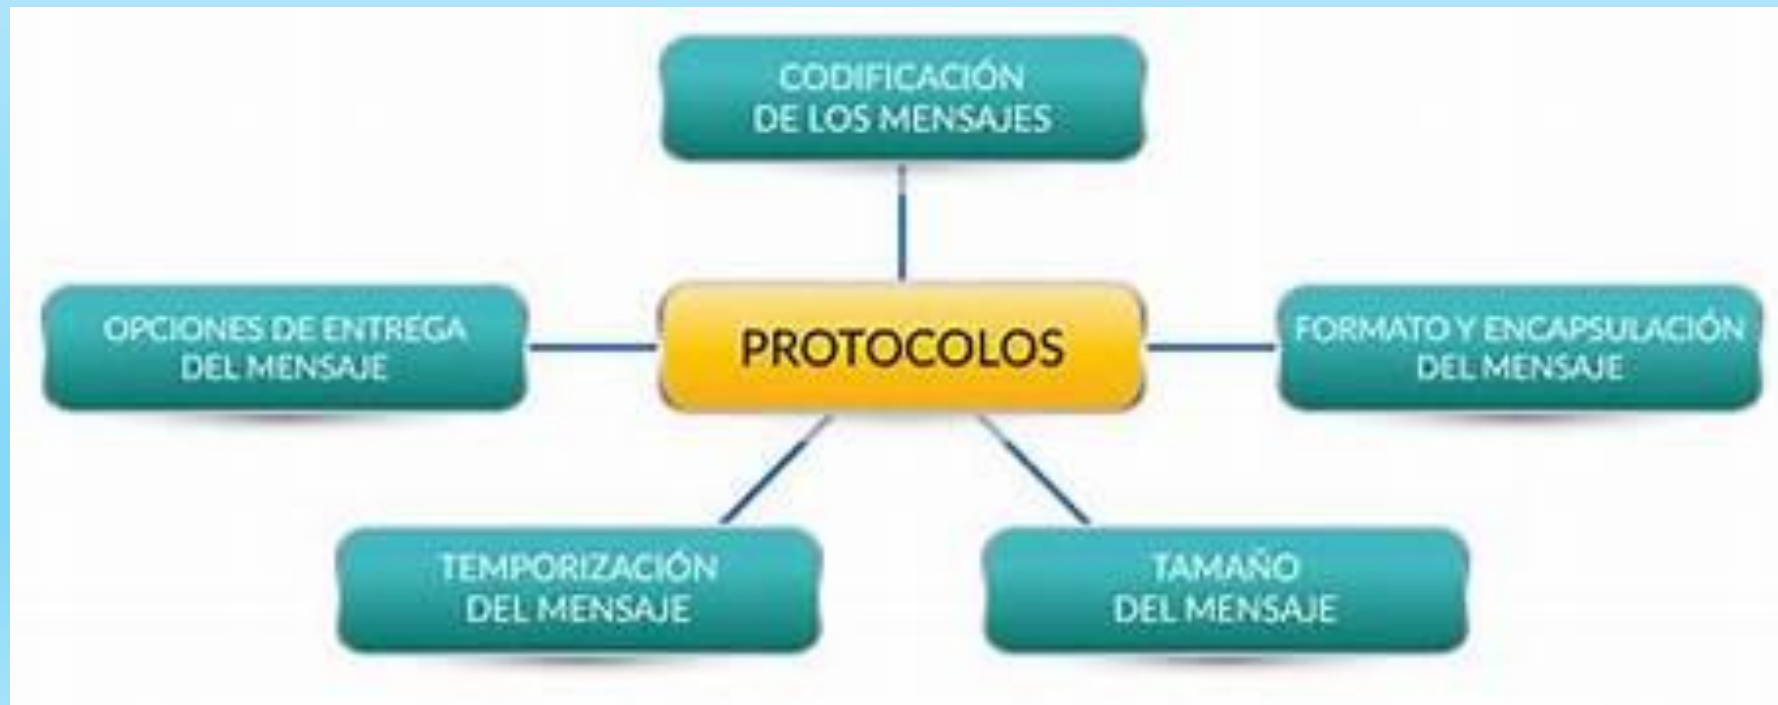 CODIFICACIÓN
DE LOS MENSAJES
OPCIONES DE ENTREGA
DEL MENSAJE
PROTOCOLOS
FORMATO Y ENCAPSULACIÓN
DEL MENSAJE
TEMPORIZACIÓN
DEL MENSAJE
TAMAÑO
DEL MENSAJE